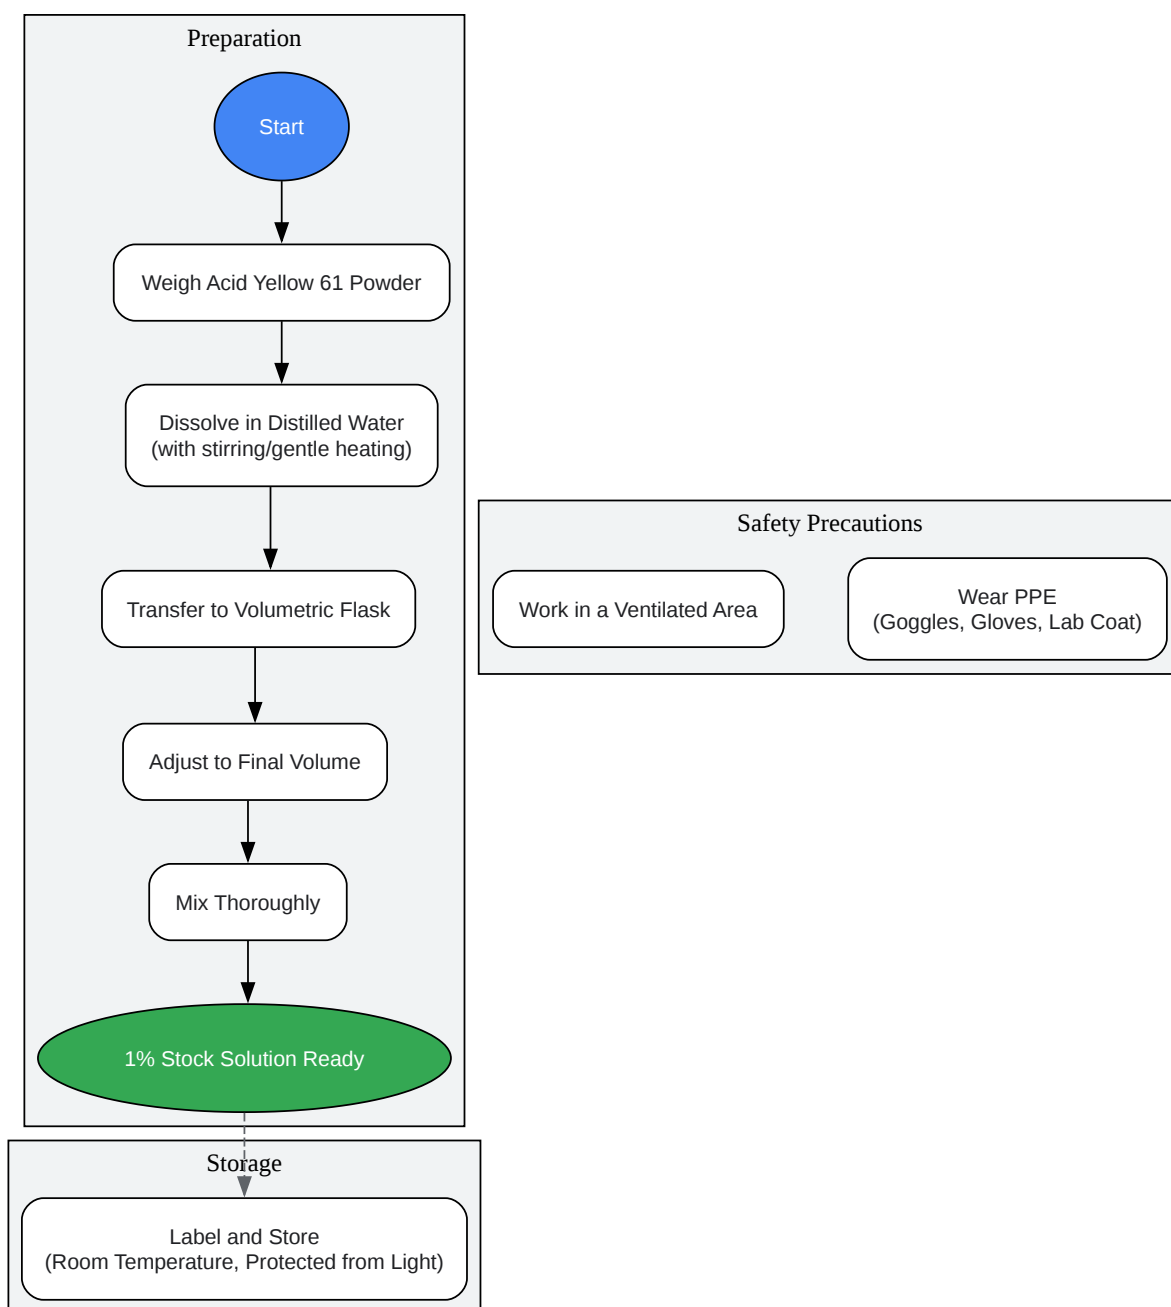 Preparation
Start
Weigh Acid Yellow 61 Powder
Dissolve in Distilled Water
(with stirring/gentle heating)
Transfer to Volumetric Flask
Adjust to Final Volume
Mix Thoroughly
1% Stock Solution Ready
Safety Precautions
Work in a Ventilated Area
Wear PPE
(Goggles, Gloves, Lab Coat)
Storage
Label and Store
(Room Temperature, Protected from Light)